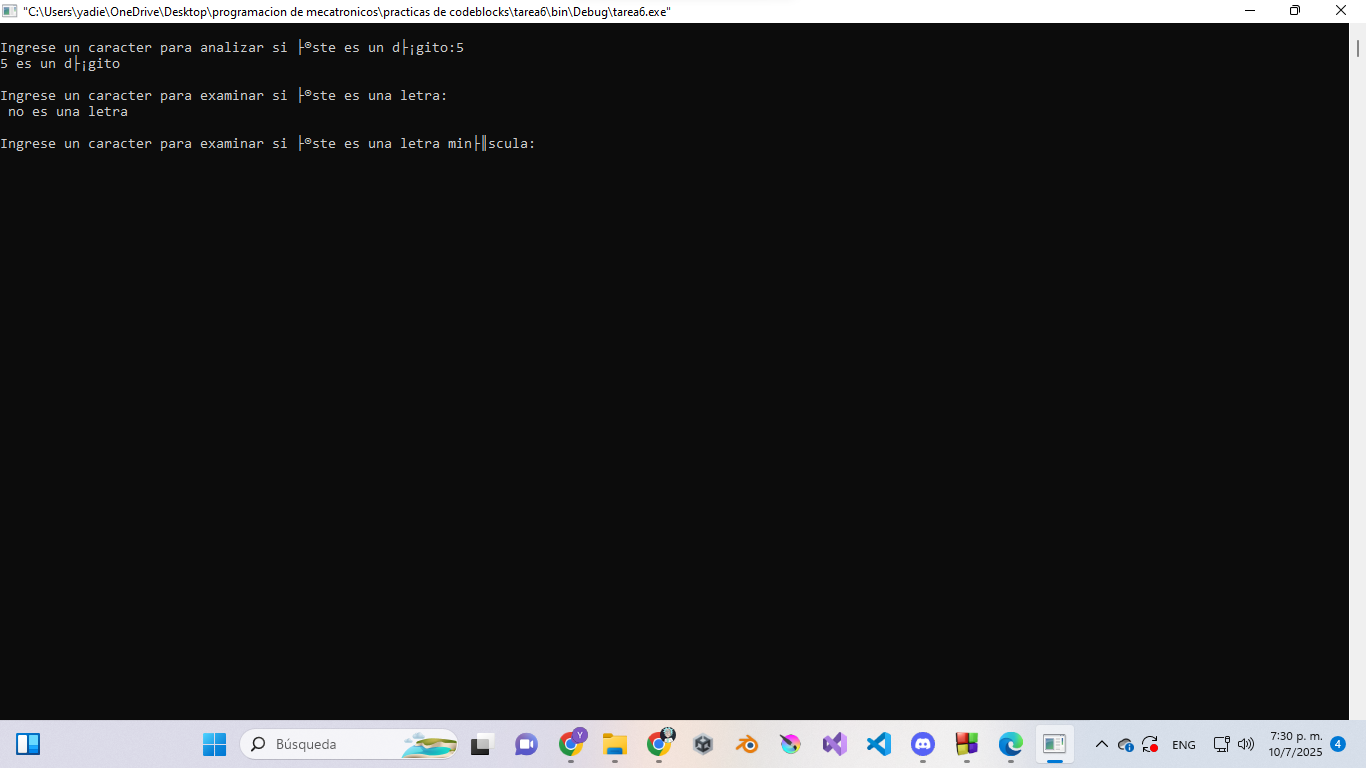 "C:\Users\yadie\OneDrive\Desktop\programacion de mecatronicos\practicas de codeblocks\tarea6\bin\Debug\tarea6.exe"
Ingrese un caracter para analizar si ├®ste es un d├¡gito:5
5 es un d├¡gito
Ingrese un caracter para examinar si ├®ste es una letra:
no es una letra
Ingrese un caracter para examinar si ├®ste es una letra min├║scula:
Búsqueda
Y
ENG
7:30 p. m.
10/7/2025
4